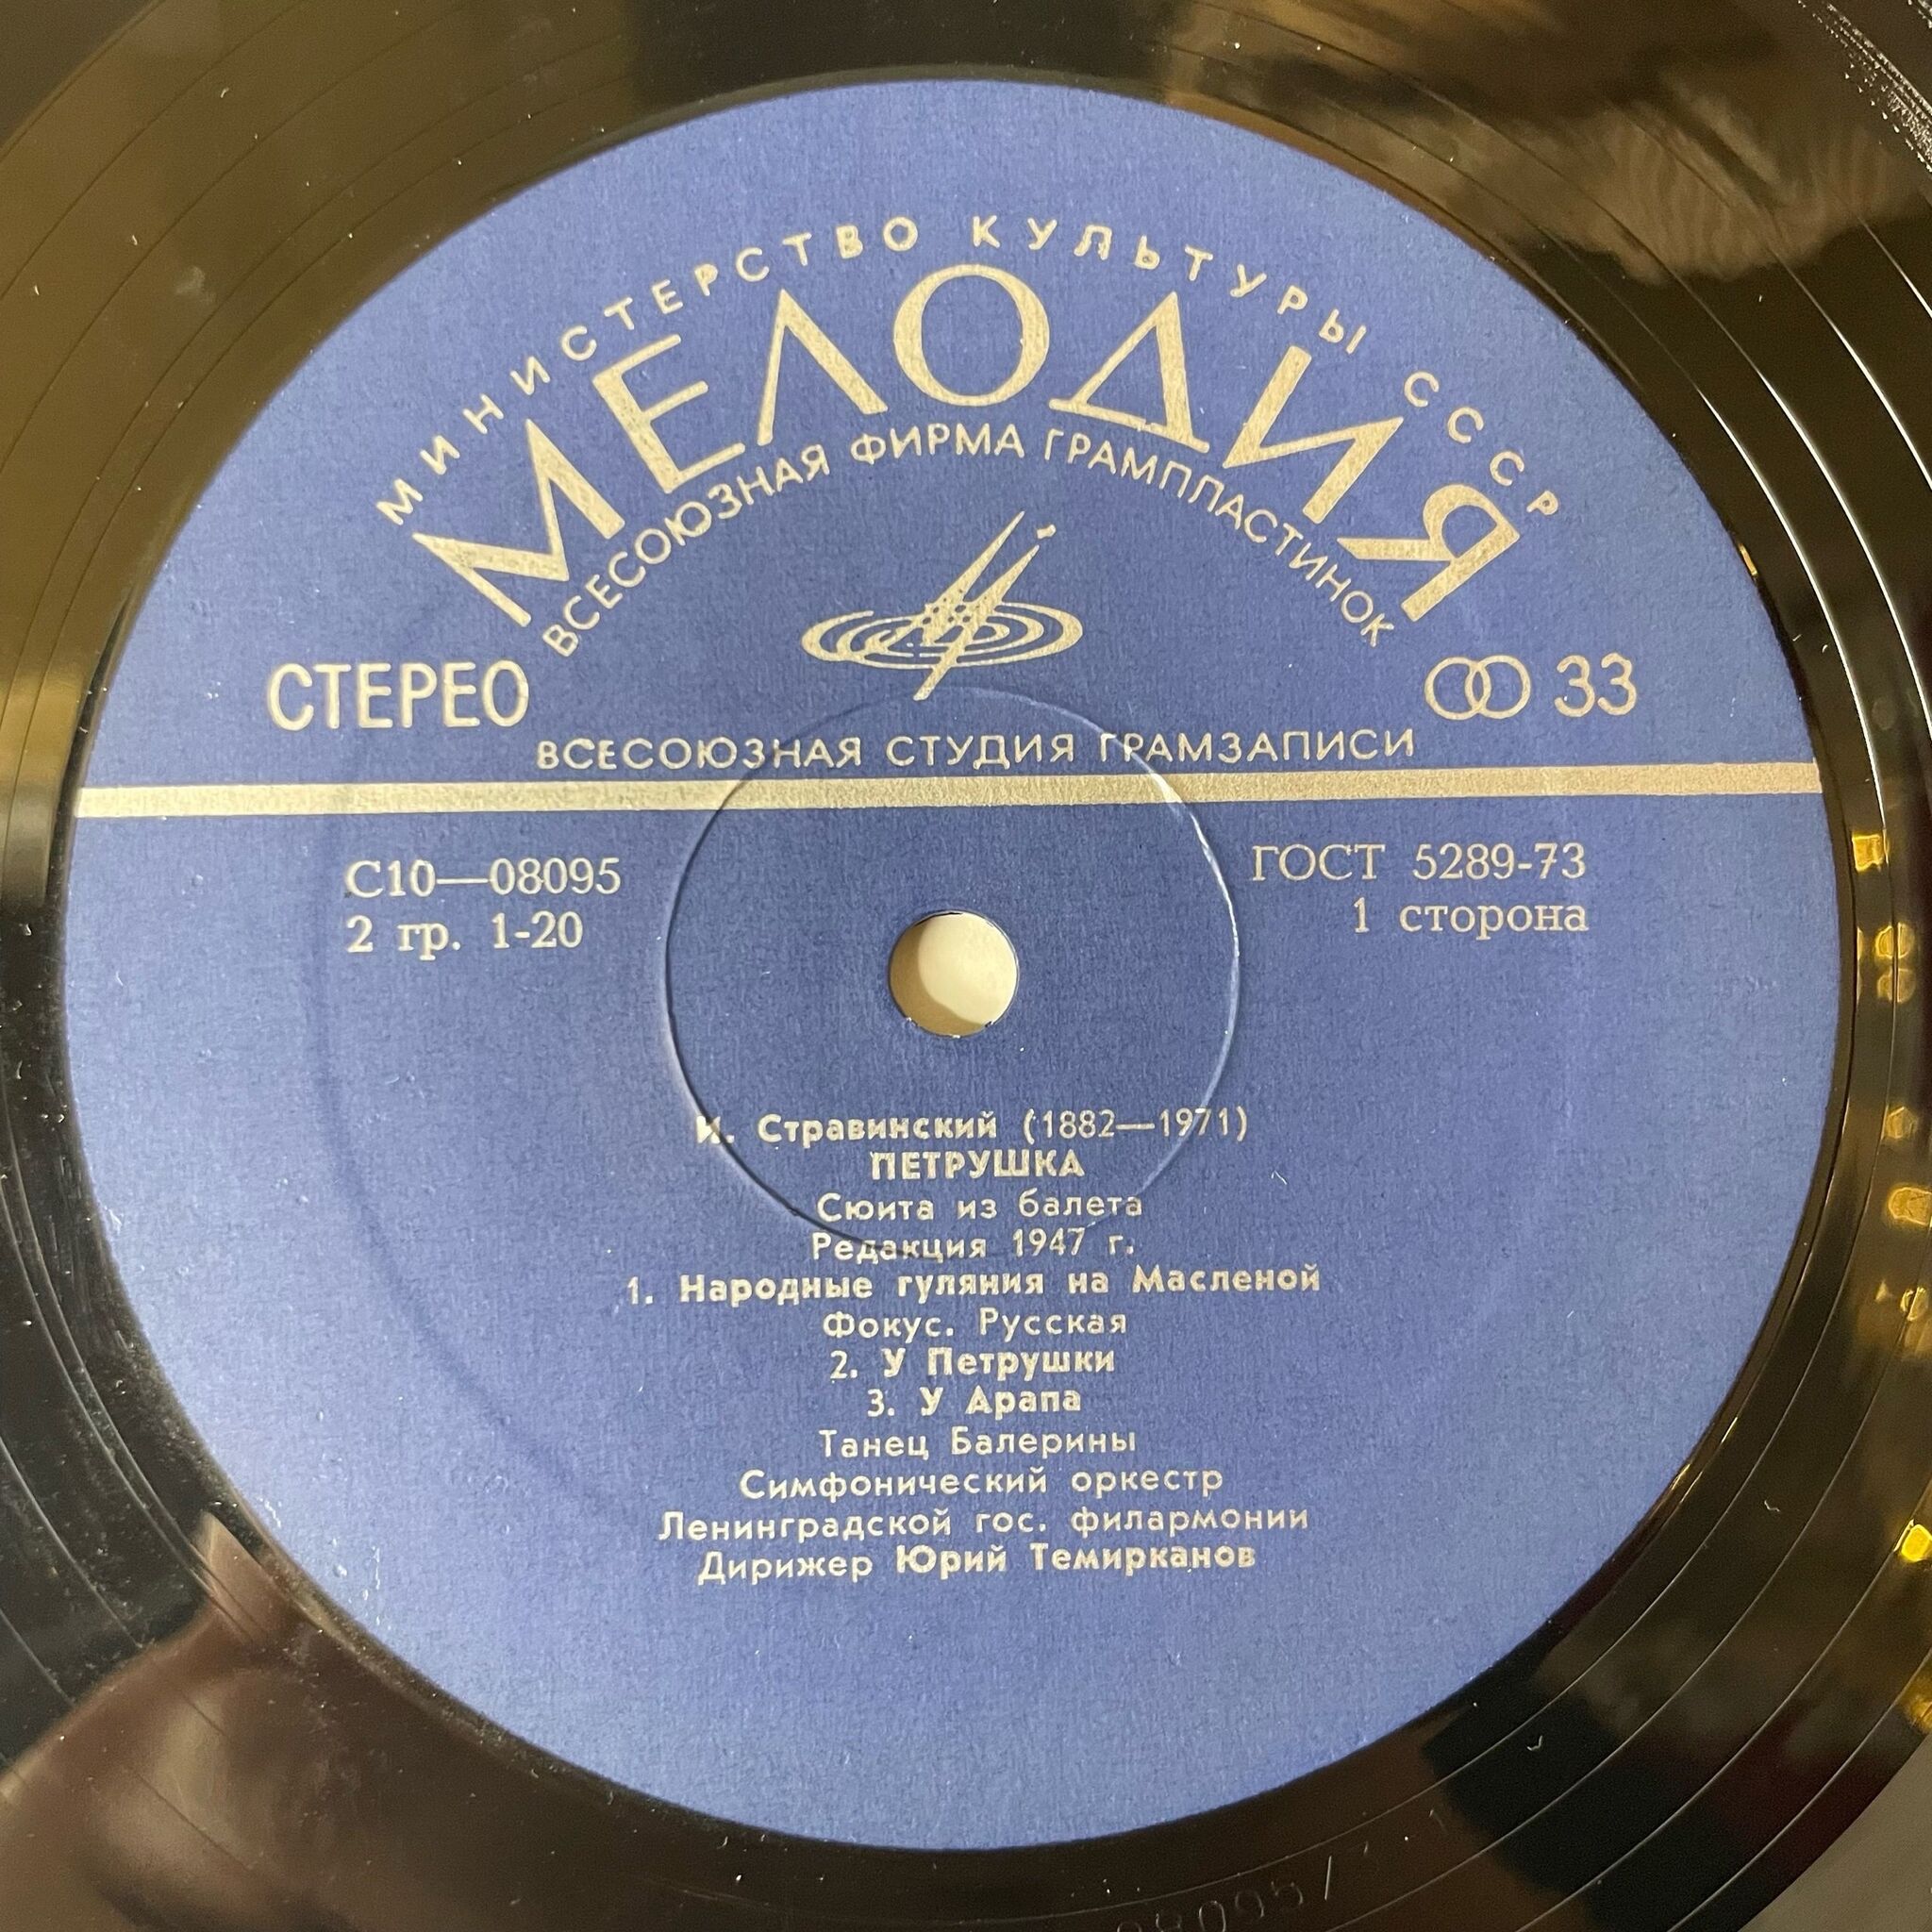 МИНИСТЕРСТВО КУЛЬТУРЫ СССР
МЕЛОДИЯ
ВСЕСОЮЗНАЯ ФИРМА ГРАМПЛАСТИНОК
СТЕРЕО
33
ВСЕСОЮЗНАЯ СТУДИЯ ГРАМЗАПИСИ
С10—08095
ГОСТ 5289-73
2 гр. 1-20
1 сторона
И. Стравинский (1882—1971)
ПЕТРУШКА
Сюита из балета
Редакция 1947 г.
1. Народные гуляния на Масленой
Фокус. Русская
2. У Петрушки
3. У Арапа
Танец Балерины
Симфонический оркестр
Ленинградской гос. филармонии
Дирижер Юрий Темирканов